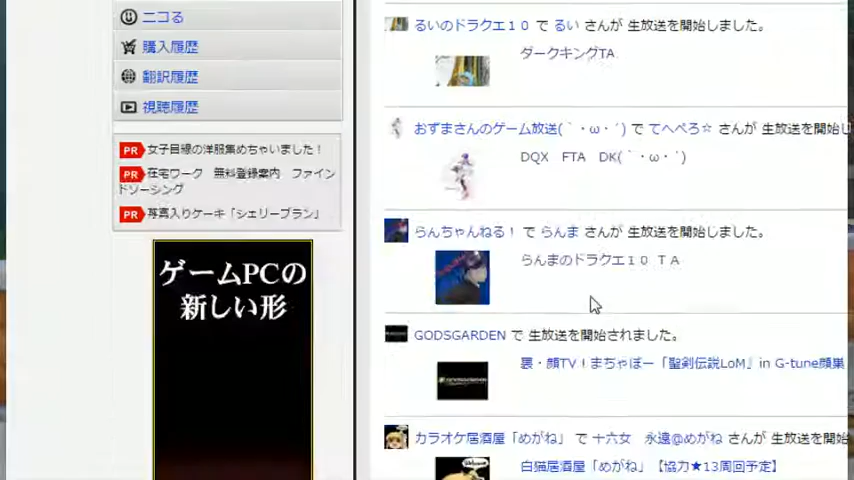 ニコる
購入履歴
翻訳履歴
視聴履歴
PR 女子目線の洋服集めちゃいました！
PR 在宅ワーク　無料登録案内　ファイン
ドソーシング
PR 写真入りケーキ「シェリーブラン」
ゲームPCの
新しい形
るいのドラクエ１０ で るい さんが 生放送を開始しました。
ダークキングTA
おずまさんのゲーム放送(｀・ω・´) で てへぺろ☆ さんが 生放送を開始し
DQX　FTA　DK(｀・ω・´)
らんちゃんねる！ で らんま さんが 生放送を開始しました。
らんまのドラクエ１０ ＴＡ
GODSGARDEN で 生放送を開始されました。
裏・顔TV！まちゃぼー「聖剣伝説LoM」in G-tune顔巣
カラオケ居酒屋「めがね」 で 十六女　永遠@めがね さんが 生放送を開始
白猫居酒屋「めがね」【協力★13周回予定】